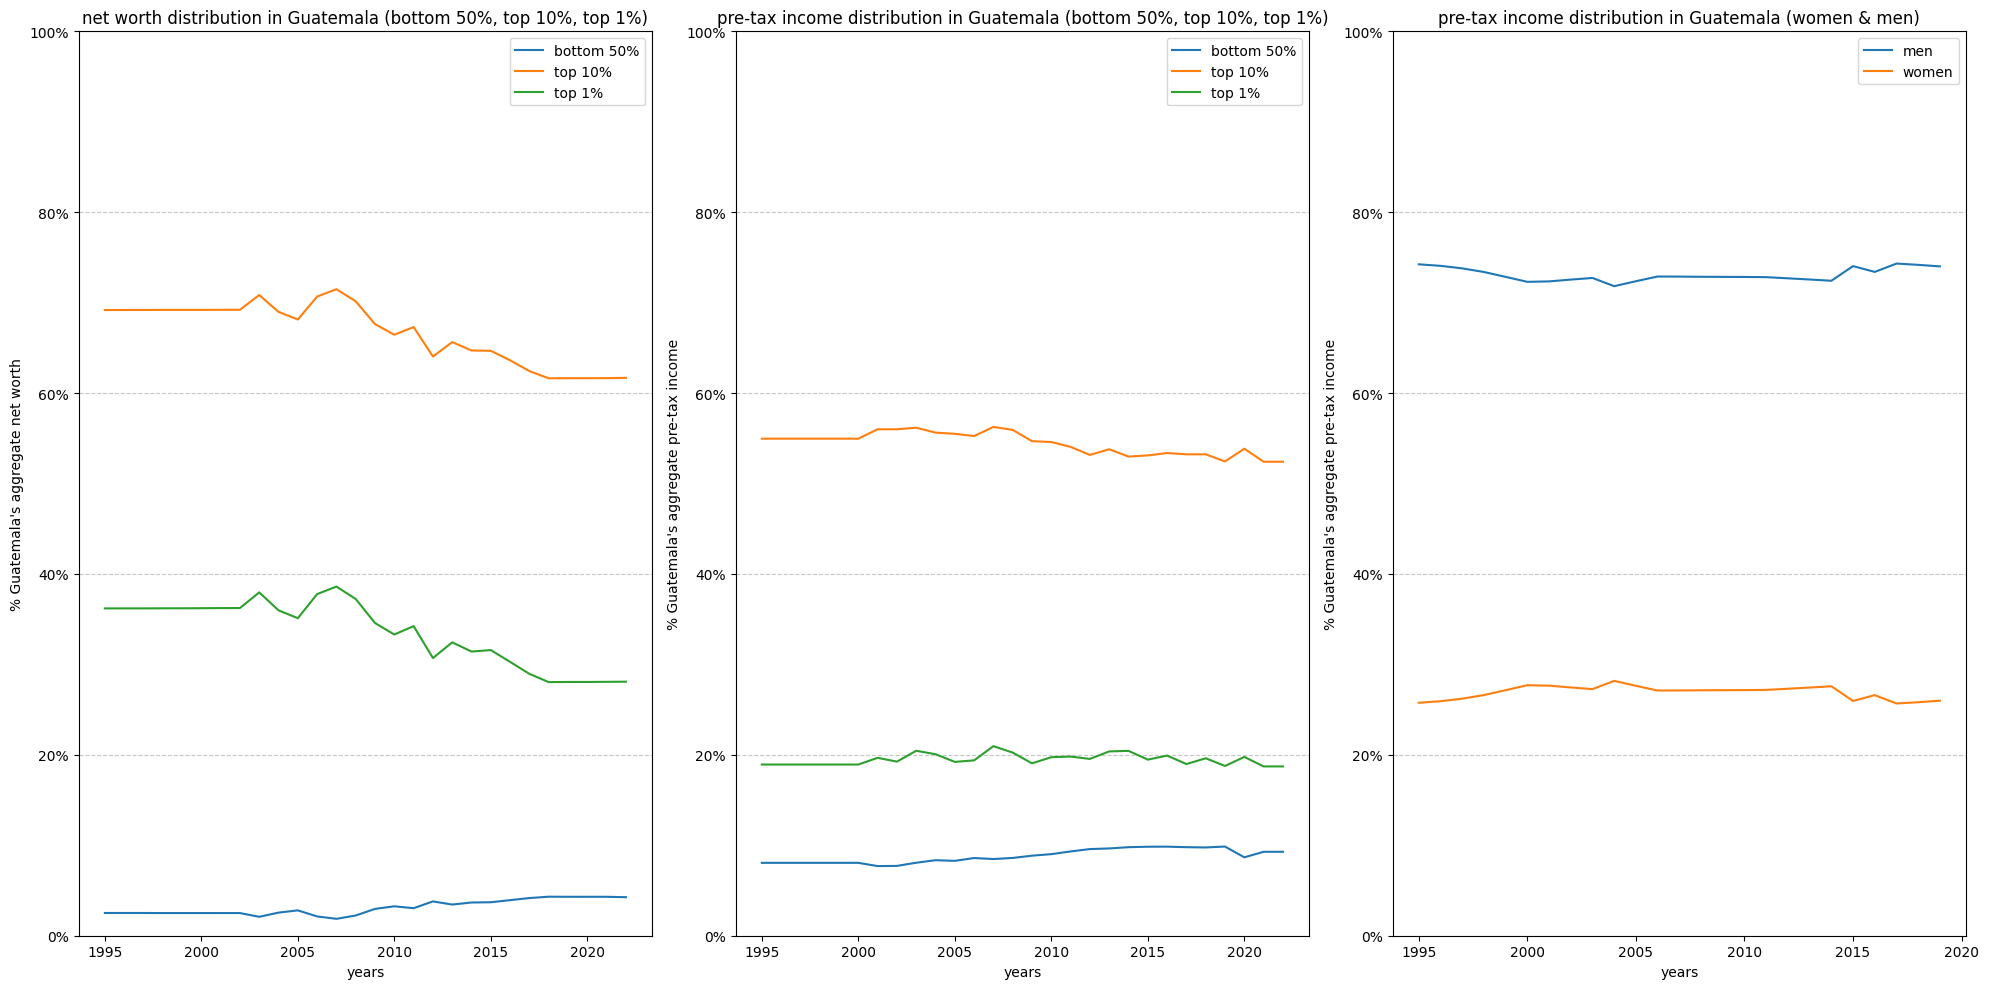 net worth distribution in Guatemala (bottom 50%, top 10%, top 1%)
% Guatemala's aggregate net worth
100%
80%
60%
40%
20%
0%
bottom 50%
top 10%
top 1%
1995 2000 2005 2010 2015 2020
years
pre-tax income distribution in Guatemala (bottom 50%, top 10%, top 1%)
% Guatemala's aggregate pre-tax income
100%
80%
60%
40%
20%
0%
bottom 50%
top 10%
top 1%
1995 2000 2005 2010 2015 2020
years
pre-tax income distribution in Guatemala (women & men)
% Guatemala's aggregate pre-tax income
100%
80%
60%
40%
20%
0%
men
women
1995 2000 2005 2010 2015 2020
years